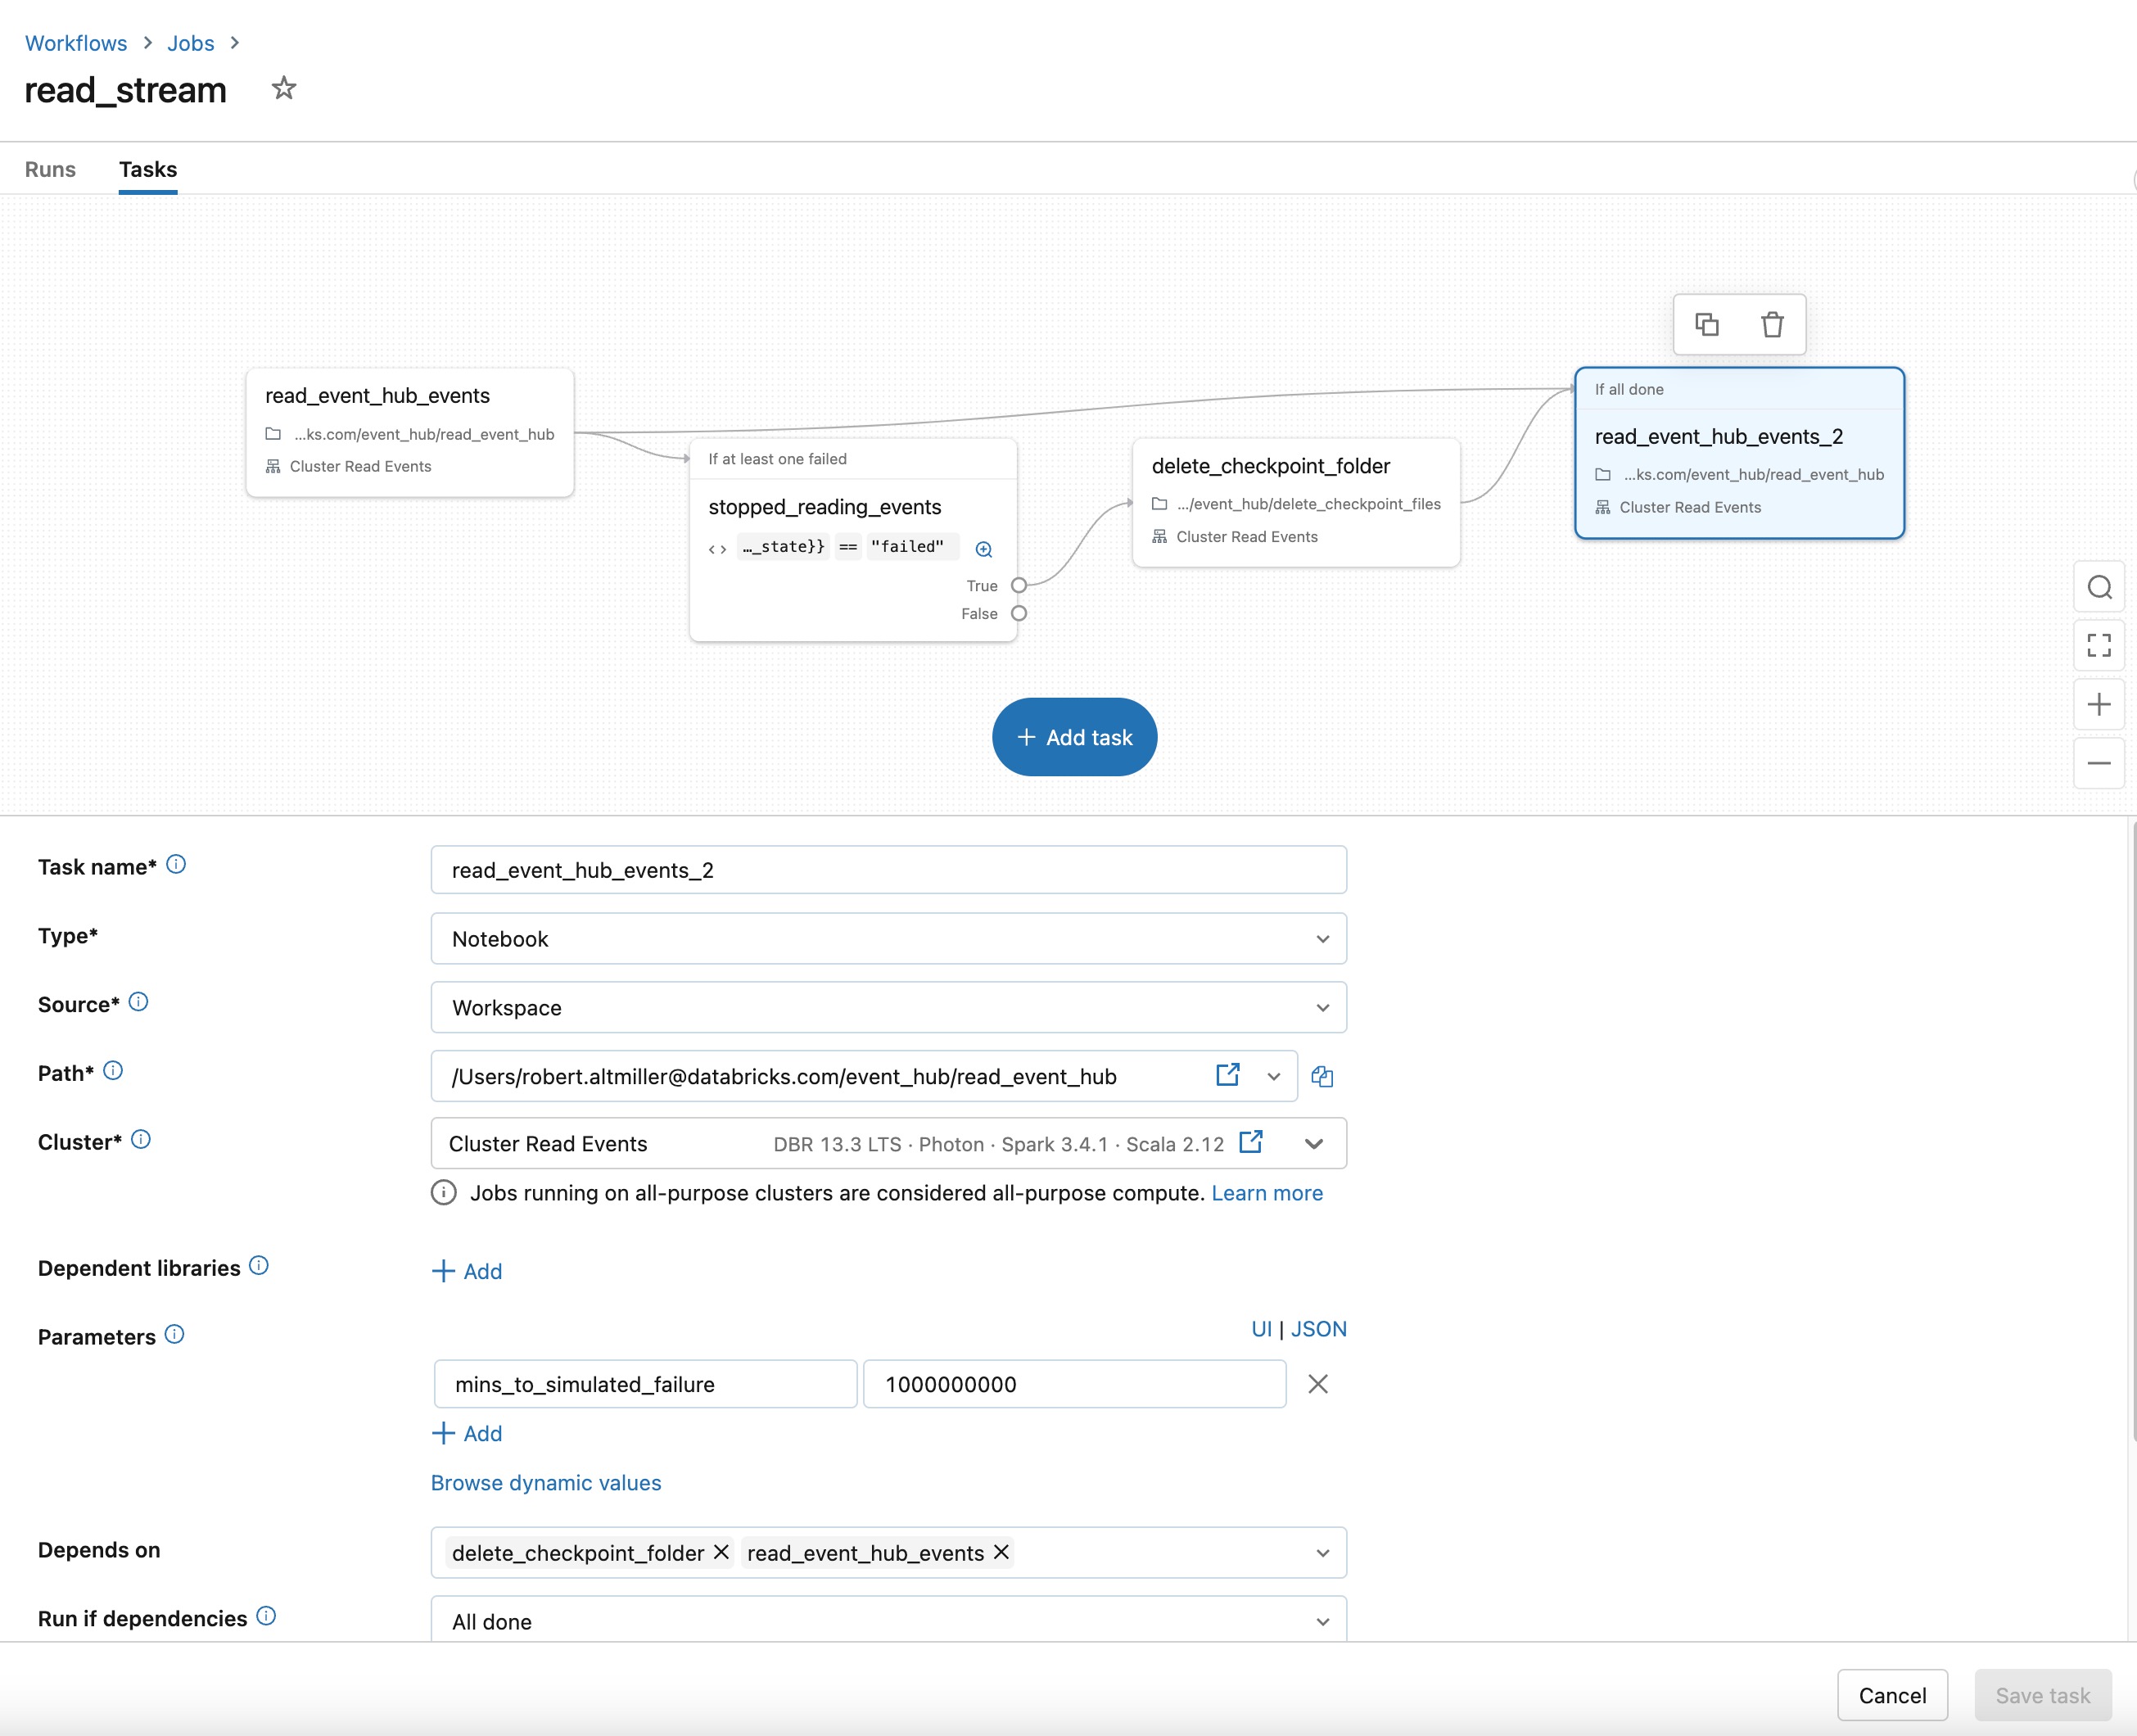 Workflows > Jobs >
read_stream
Runs Tasks
read_event_hub_events
...ks.com/event_hub/read_event_hub
Cluster Read Events
If at least one failed
stopped_reading_events
..._state}} == "failed"
True
False
delete_checkpoint_folder
.../event_hub/delete_checkpoint_files
Cluster Read Events
If all done
read_event_hub_events_2
...ks.com/event_hub/read_event_hub
Cluster Read Events
+ Add task
Task name* read_event_hub_events_2
Type* Notebook
Source* Workspace
Path* /Users/robert.altmiller@databricks.com/event_hub/read_event_hub
Cluster* Cluster Read Events DBR 13.3 LTS · Photon · Spark 3.4.1 · Scala 2.12
Jobs running on all-purpose clusters are considered all-purpose compute. Learn more
Dependent libraries + Add
Parameters UI | JSON
mins_to_simulated_failure 1000000000
+ Add
Browse dynamic values
Depends on delete_checkpoint_folder read_event_hub_events
Run if dependencies All done
Cancel Save task